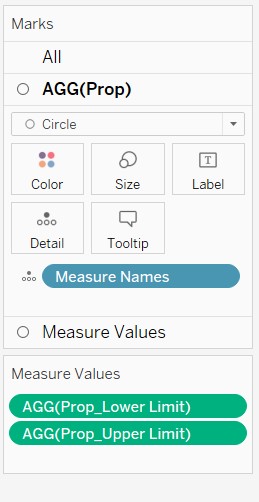 Marks
All
AGG(Prop)
Circle
Color Size Label
Detail Tooltip
Measure Names
Measure Values
Measure Values
AGG(Prop_Lower Limit)
AGG(Prop_Upper Limit)